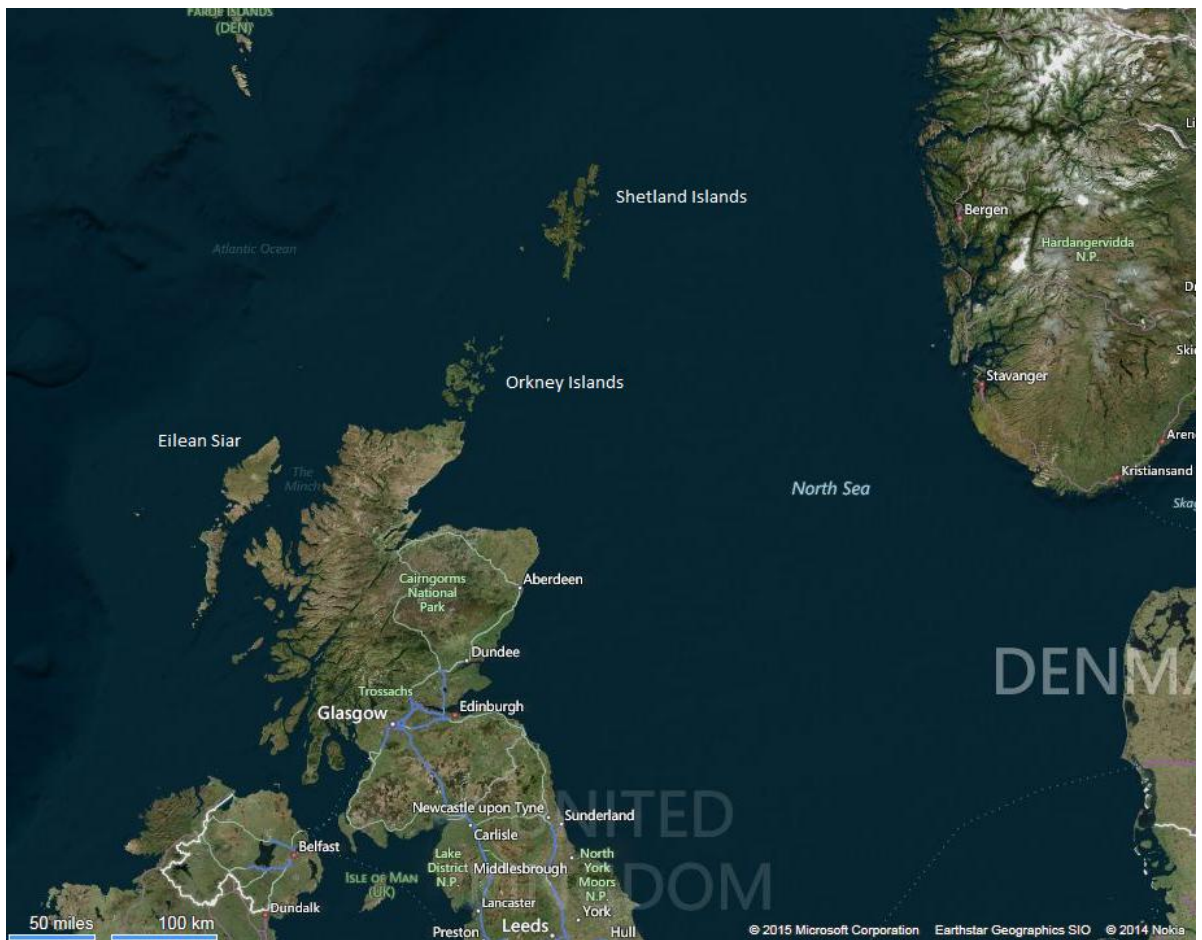 FAROE ISLANDS
(DEN)
Shetland Islands
Atlantic Ocean
Bergen
Hardangervidda
N.P.
Orkney Islands
Stavanger
Eilean Siar
The
Minch
Kristiansand
North Sea
Aberdeen
Cairngorms
National
Park
Dundee
DENMA
Trossachs
Glasgow
Edinburgh
Newcastle upon Tyne
UNITED
KINGDOM
Sunderland
Carlisle
Belfast
Lake
District
N.P.
Middlesbrough
North
York
Moors
N.P.
ISLE OF MAN
(UK)
Lancaster
Dundalk
York
50 miles
100 km
Preston
Leeds
Hull
© 2015 Microsoft Corporation Earthstar Geographics SIO © 2014 Nokia